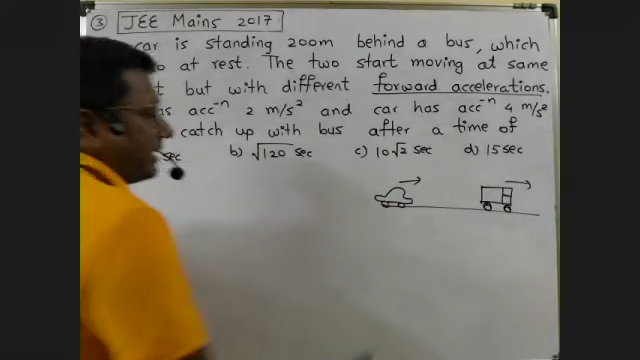 ③ JEE Mains 2017
car is standing 200m behind a bus, which
at rest. The two start moving at same
but with different forward accelerations.
acc⁻ⁿ 2 m/s² and car has acc⁻ⁿ 4 m/s²
catch up with bus after a time of
sec b) √120 sec c) 10√2 sec d) 15 sec